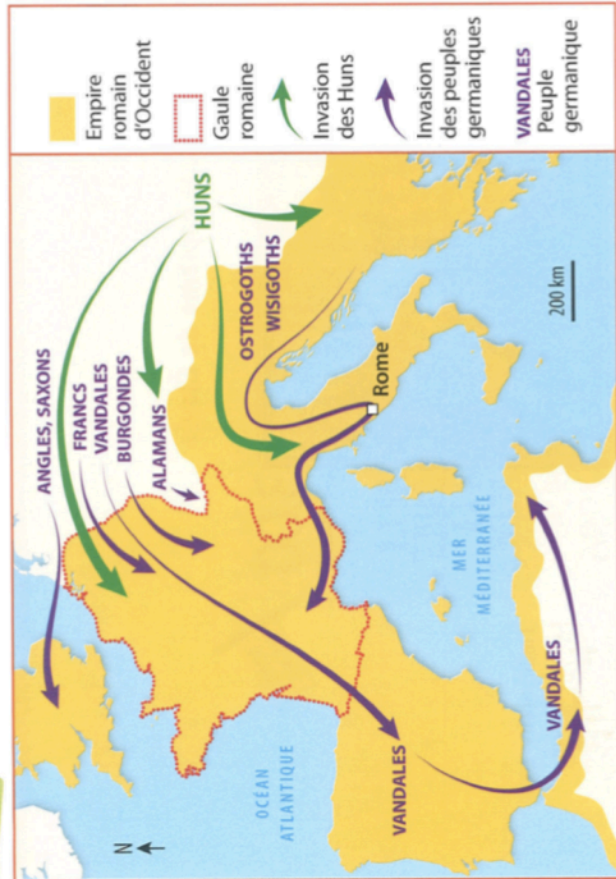 ANGLES, SAXONS
FRANCS
VANDALES
BURGONDES
ALAMANS
HUNS
OSTROGOTHS
WISIGOTHS
Rome
OCÉAN
ATLANTIQUE
MER
MÉDITERRANÉE
VANDALES
VANDALES
N
200 km
Empire
romain
d'Occident
Gaule
romaine
Invasion
des Huns
Invasion
des peuples
germaniques
VANDALES
Peuple
germanique